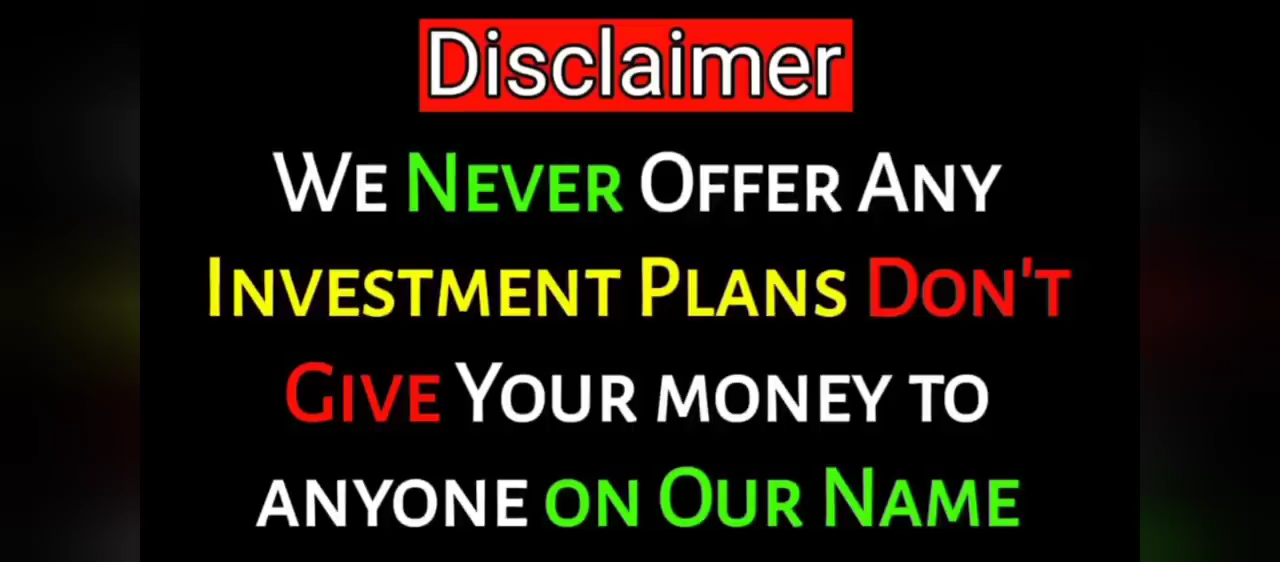 Disclaimer
We Never Offer Any
Investment Plans Don't
Give Your money to
anyone on Our Name